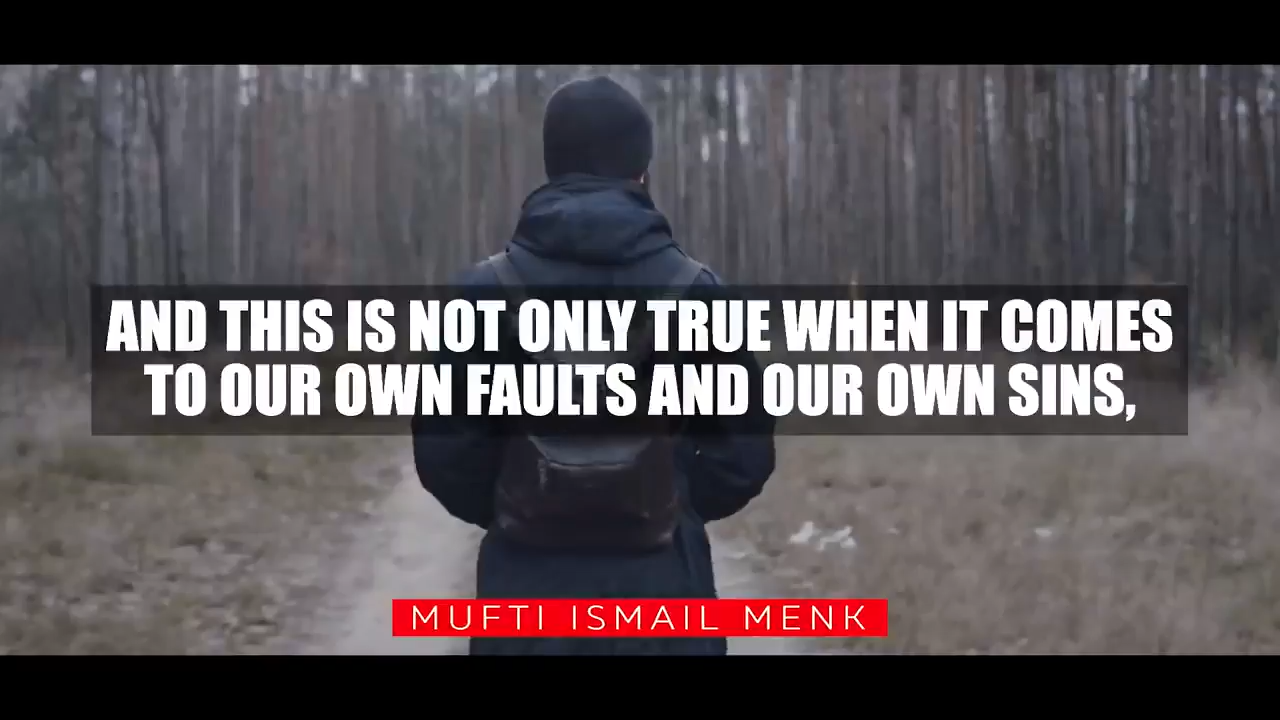 AND THIS IS NOT ONLY TRUE WHEN IT COMES
TO OUR OWN FAULTS AND OUR OWN SINS,
MUFTI ISMAIL MENK